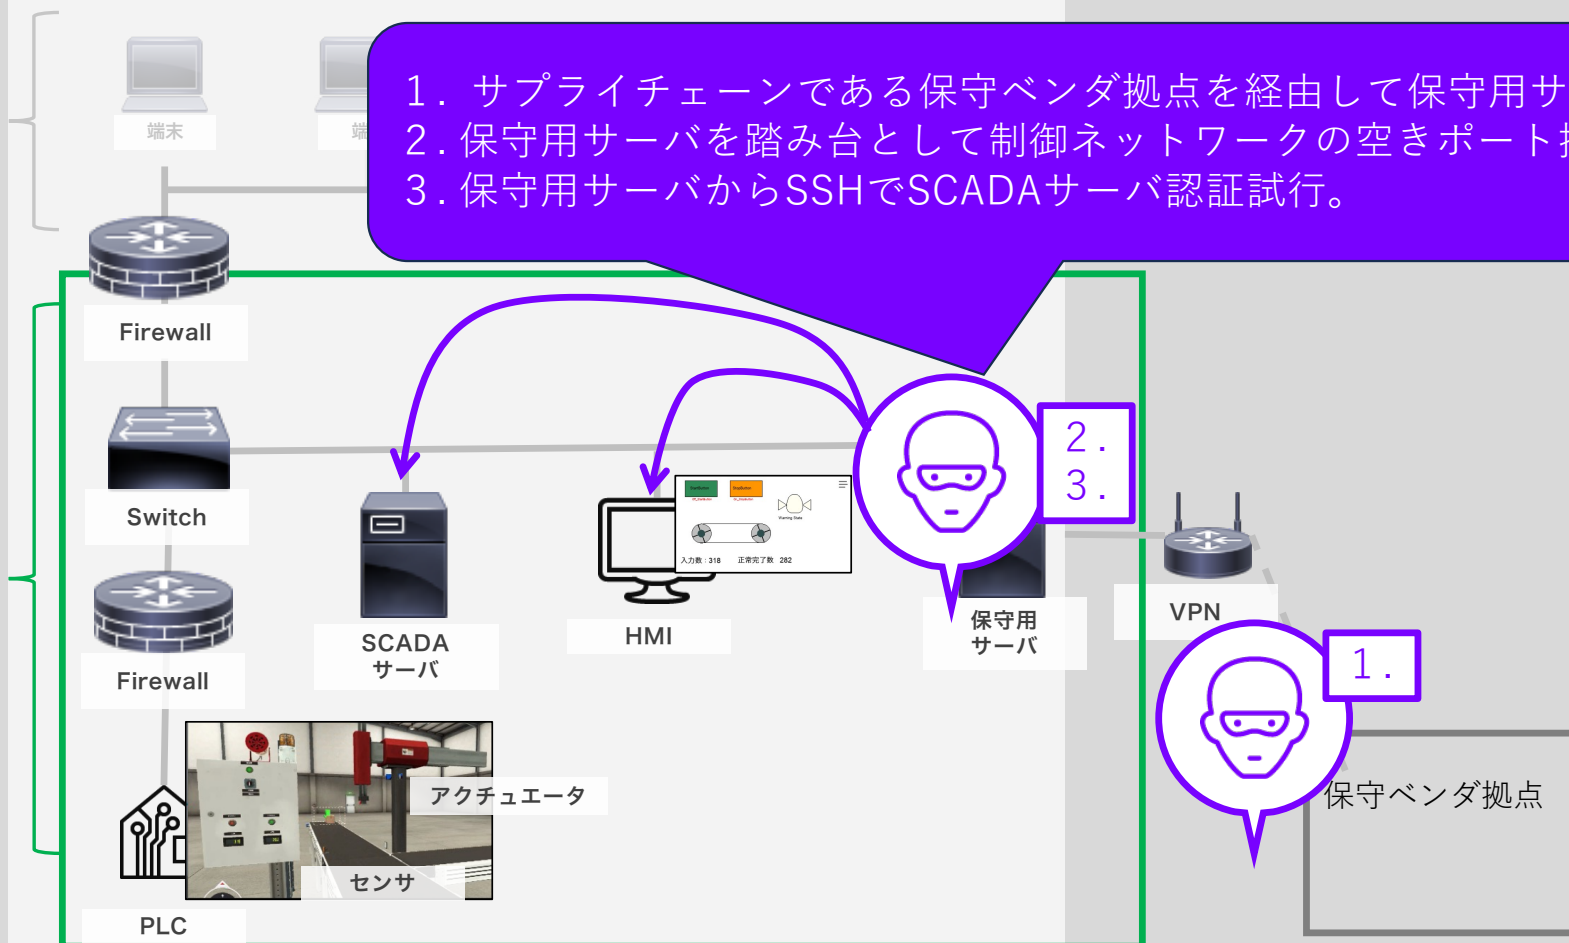 1. サプライチェーンである保守ベンダ拠点を経由して保守用サ
2. 保守用サーバを踏み台として制御ネットワークの空きポート
3. 保守用サーバからSSHでSCADAサーバ認証試行。
端末
端
Firewall
Switch
Firewall
SCADA
サーバ
HMI
入力数：318 正常完了数 282
2.
3.
保守用
サーバ
VPN
1.
保守ベンダ拠点
アクチュエータ
センサ
PLC